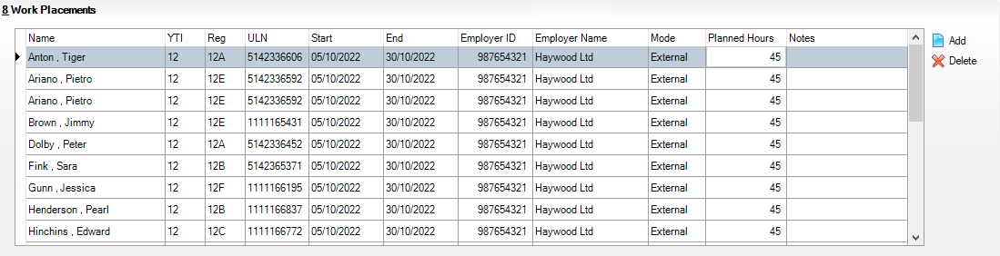 8 Work Placements
Name YTI Reg ULN Start End Employer ID Employer Name Mode Planned Hours Notes
Anton , Tiger 12 12A 5142336606 05/10/2022 30/10/2022 987654321 Haywood Ltd External 45
Ariano , Pietro 12 12E 5142336592 05/10/2022 30/10/2022 987654321 Haywood Ltd External 45
Ariano , Pietro 12 12E 5142336592 05/10/2022 30/10/2022 987654321 Haywood Ltd External 45
Brown , Jimmy 12 12E 1111165431 05/10/2022 30/10/2022 987654321 Haywood Ltd External 45
Dolby , Peter 12 12A 5142336452 05/10/2022 30/10/2022 987654321 Haywood Ltd External 45
Fink , Sara 12 12B 5142365371 05/10/2022 30/10/2022 987654321 Haywood Ltd External 45
Gunn , Jessica 12 12F 1111166195 05/10/2022 30/10/2022 987654321 Haywood Ltd External 45
Henderson , Pearl 12 12B 1111166837 05/10/2022 30/10/2022 987654321 Haywood Ltd External 45
Hinchins , Edward 12 12C 1111166772 05/10/2022 30/10/2022 987654321 Haywood Ltd External 45
Add
Delete